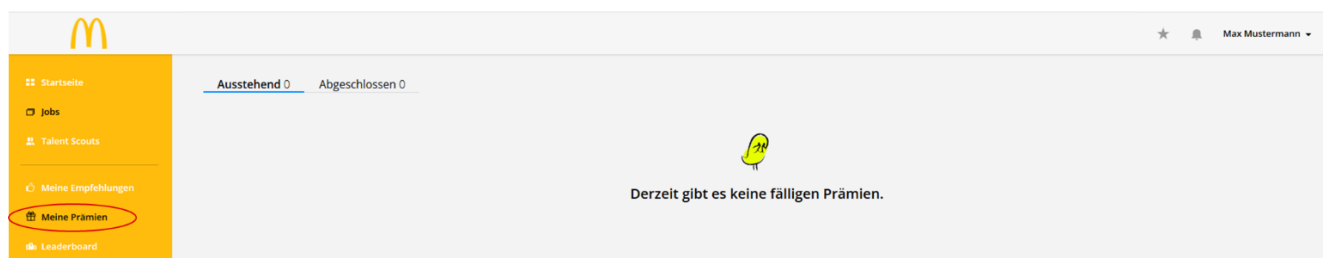 Max Mustermann
Startseite
Jobs
Talent Scouts
Meine Empfehlungen
Meine Prämien
Leaderboard
Ausstehend 0
Abgeschlossen 0
Derzeit gibt es keine fälligen Prämien.